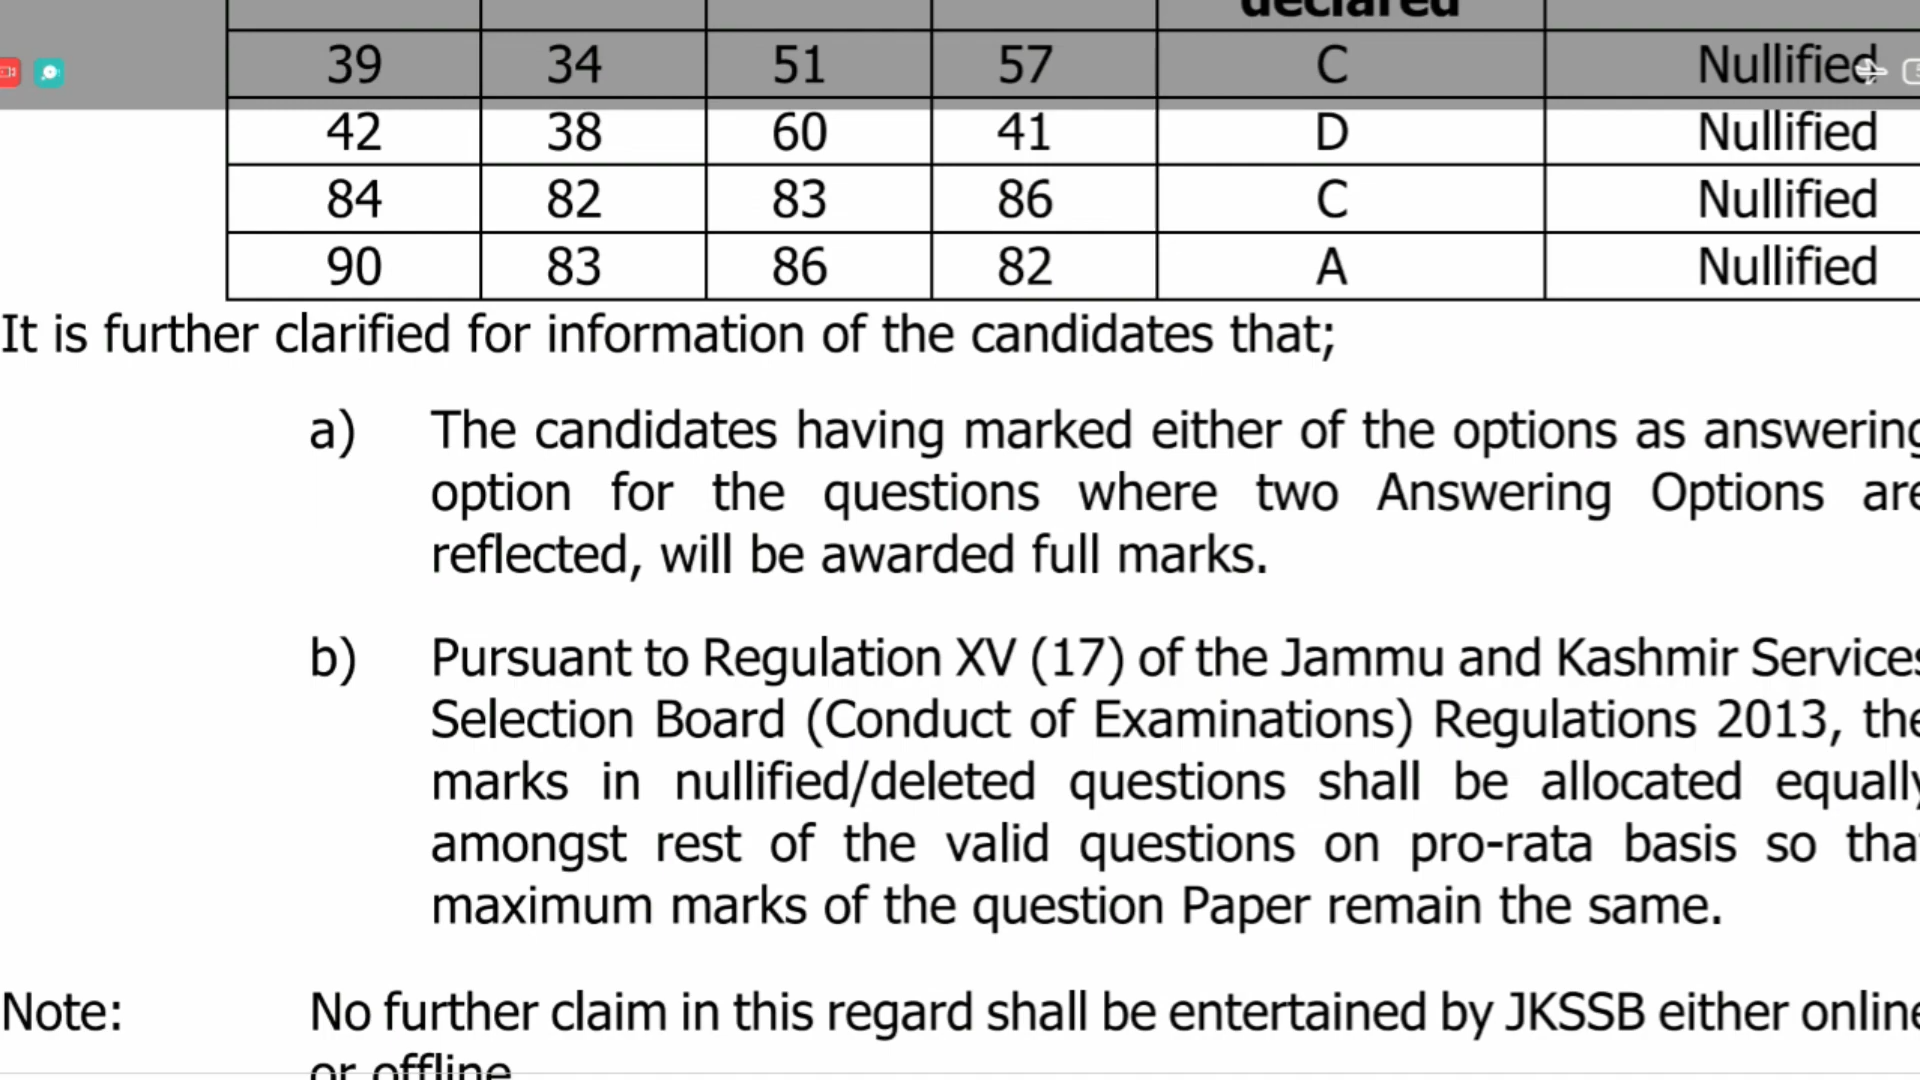 declared
39 34 51 57 C Nullified
42 38 60 41 D Nullified
84 82 83 86 C Nullified
90 83 86 82 A Nullified
It is further clarified for information of the candidates that;
a) The candidates having marked either of the options as answering
option for the questions where two Answering Options are
reflected, will be awarded full marks.
b) Pursuant to Regulation XV (17) of the Jammu and Kashmir Services
Selection Board (Conduct of Examinations) Regulations 2013, the
marks in nullified/deleted questions shall be allocated equally
amongst rest of the valid questions on pro-rata basis so that
maximum marks of the question Paper remain the same.
Note: No further claim in this regard shall be entertained by JKSSB either online
or offline